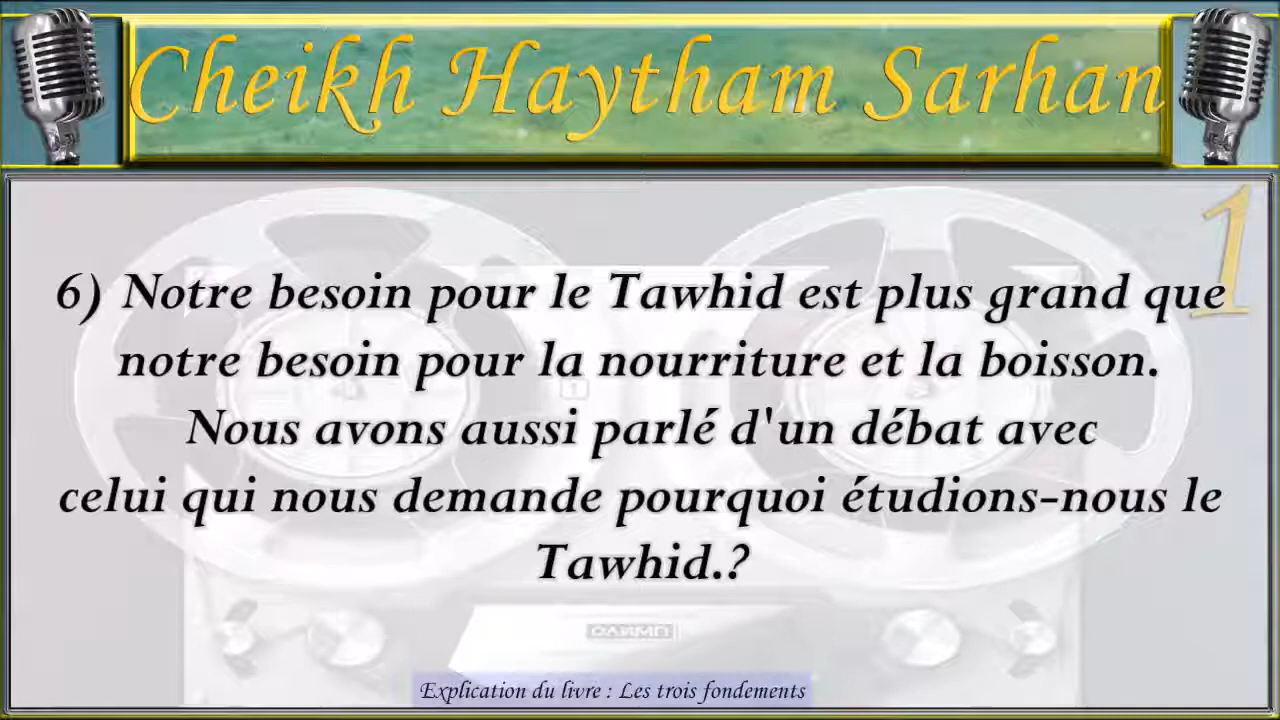 Cheikh Haytham Sarhan
1
6) Notre besoin pour le Tawhid est plus grand que
notre besoin pour la nourriture et la boisson.
Nous avons aussi parlé d'un débat avec
celui qui nous demande pourquoi étudions-nous le
Tawhid.?
ОЛИМП
Explication du livre : Les trois fondements